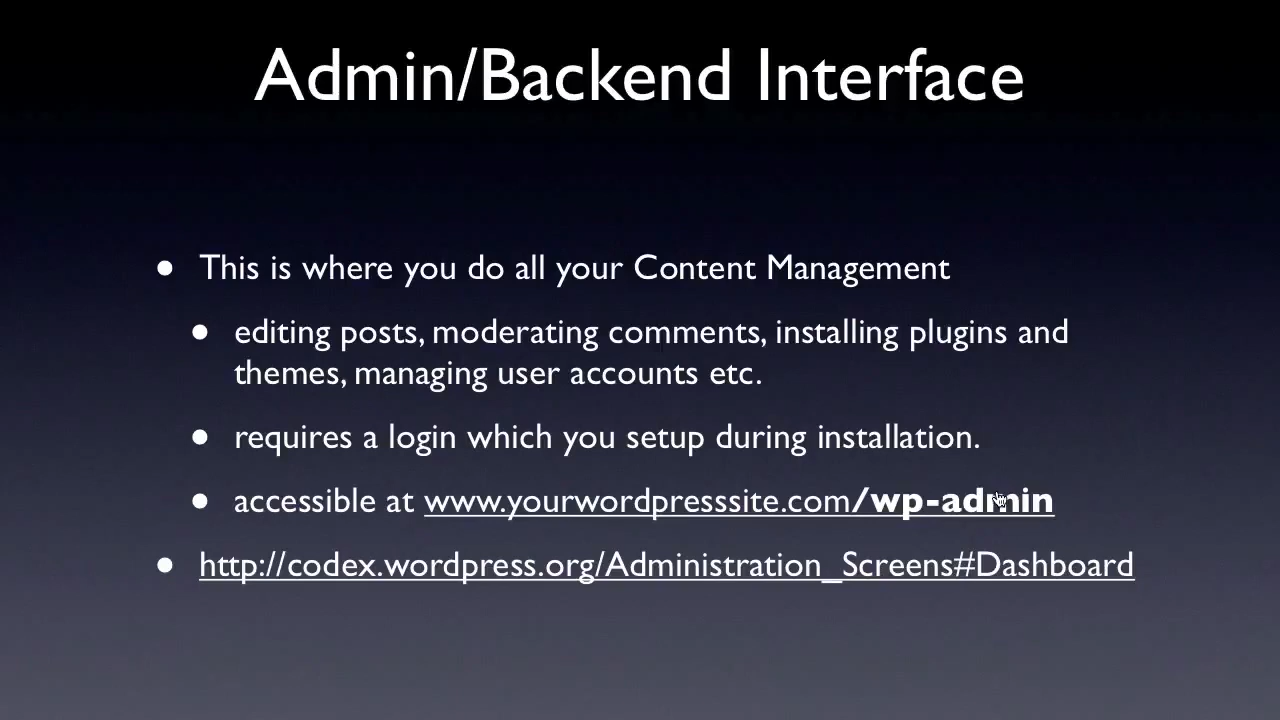 Admin/Backend Interface
• This is where you do all your Content Management
• editing posts, moderating comments, installing plugins and
themes, managing user accounts etc.
• requires a login which you setup during installation.
• accessible at www.yourwordpresssite.com/wp-admin
• http://codex.wordpress.org/Administration_Screens#Dashboard